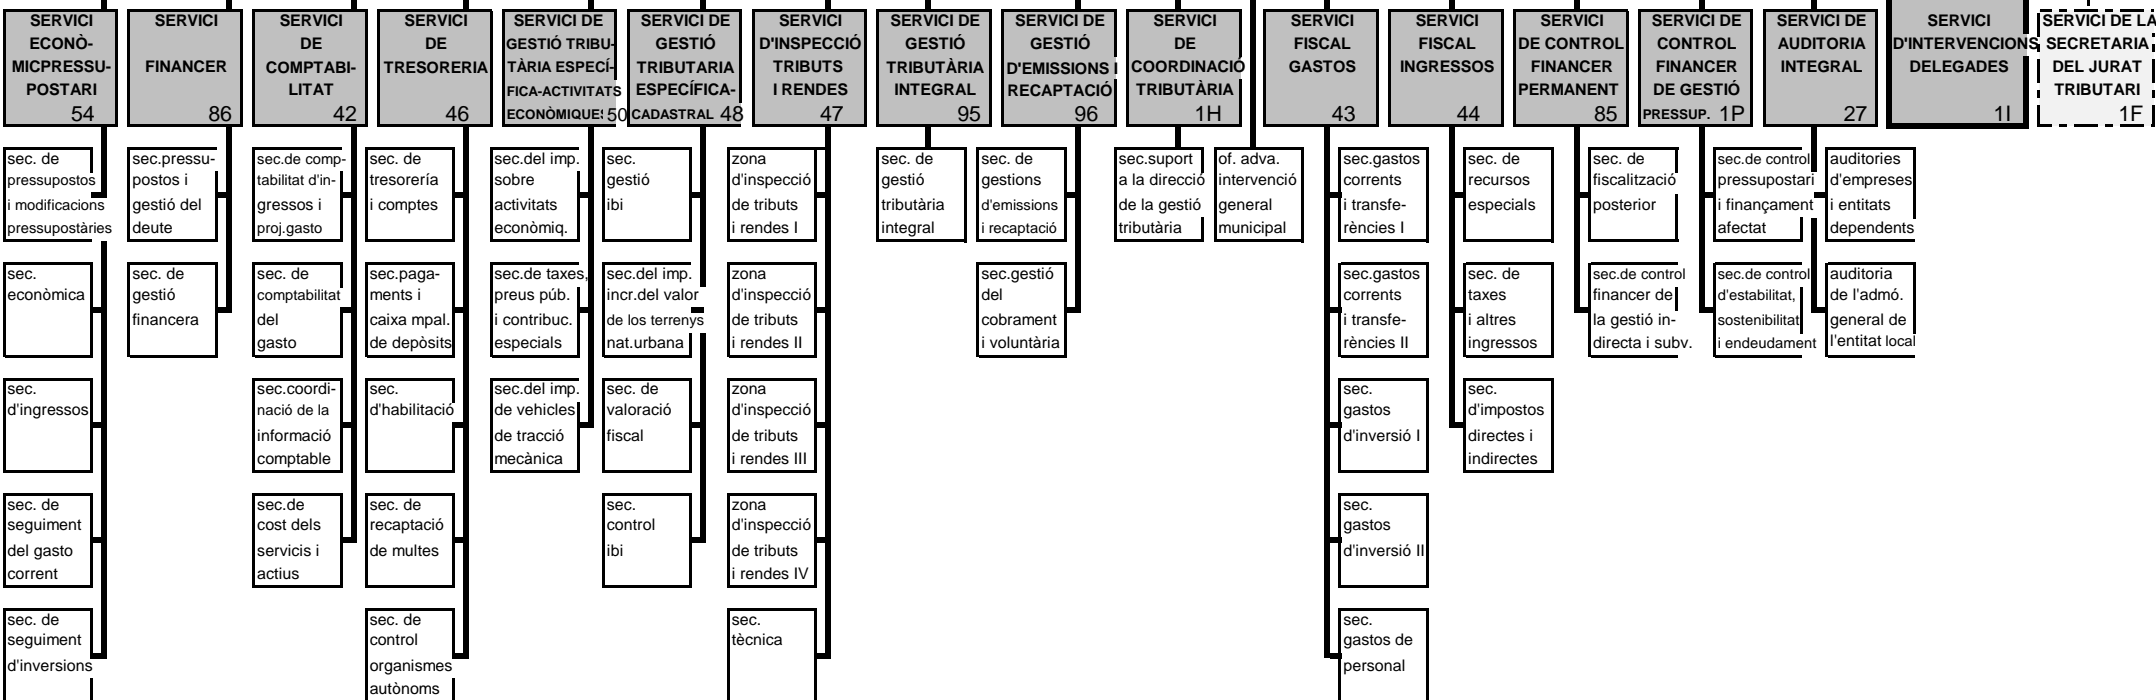 SERVICI
ECONÒ-
MICPRESSU-
POSTARI
54
SERVICI
FINANCER
86
SERVICI
DE
COMPTABI-
LITAT
42
SERVICI
DE
TRESORERIA
46
SERVICI DE
GESTIÓ TRIBU-
TÀRIA ESPECÍ-
FICA-ACTIVITATS
ECONÒMIQUES 50
SERVICI DE
GESTIÓ
TRIBUTARIA
ESPECÍFICA-
CADASTRAL 48
SERVICI
D'INSPECCIÓ
TRIBUTS
I RENDES
47
SERVICI DE
GESTIÓ
TRIBUTÀRIA
INTEGRAL
95
SERVICI DE
GESTIÓ
D'EMISSIONS I
RECAPTACIÓ
96
SERVICI
DE
COORDINACIÓ
TRIBUTÀRIA
1H
SERVICI
FISCAL
GASTOS
43
SERVICI
FISCAL
INGRESSOS
44
SERVICI
DE CONTROL
FINANCER
PERMANENT
85
SERVICI DE
CONTROL
FINANCER
DE GESTIÓ
PRESSUP. 1P
SERVICI DE
AUDITORIA
INTEGRAL
27
SERVICI
D'INTERVENCIONS
DELEGADES
1I
SERVICI DE LA
SECRETARIA
DEL JURAT
TRIBUTARI
1F
sec. de
pressupostos
i modificacions
pressupostàries
sec.
econòmica
sec.
d'ingressos
sec. de
seguiment
del gasto
corrent
sec. de
seguiment
d'inversions
sec.pressu-
postos i
gestió del
deute
sec. de
gestió
financera
sec.de comp-
tabilitat d'in-
gressos i
proj.gasto
sec. de
comptabilitat
del
gasto
sec.coordi-
nació de la
informació
comptable
sec.de
cost dels
servicis i
actius
sec. de
tresorería
i comptes
sec.paga-
ments i
caixa mpal.
de depòsits
sec.
d'habilitació
sec. de
recaptació
de multes
sec. de
control
organismes
autònoms
sec.del imp.
sobre
activitats
econòmiq.
sec.de taxes,
preus púb.
i contribuc.
especials
sec.del imp.
de vehicles
de tracció
mecànica
sec.
gestió
ibi
sec.del imp.
incr.del valor
de los terrenys
nat.urbana
sec. de
valoració
fiscal
sec.
control
ibi
zona
d'inspecció
de tributs
i rendes I
zona
d'inspecció
de tributs
i rendes II
zona
d'inspecció
de tributs
i rendes III
zona
d'inspecció
de tributs
i rendes IV
sec.
tècnica
sec. de
gestió
tributària
integral
sec. de
gestions
d'emissions
i recaptació
sec.gestió
del
cobrament
i voluntària
sec.suport
a la direcció
de la gestió
tributària
of. adva.
intervenció
general
municipal
sec.gastos
corrents
i transfe-
rències I
sec.gastos
corrents
i transfe-
rències II
sec.
gastos
d'inversió I
sec.
gastos
d'inversió II
sec.
gastos de
personal
sec. de
recursos
especials
sec. de
taxes
i altres
ingressos
sec.
d'impostos
directes i
indirectes
sec. de
fiscalització
posterior
sec.de control
financer de
la gestió in-
directa i subv.
sec.de control
pressupostari
i finançament
afectat
sec.de control
d'estabilitat,
sostenibilitat
i endeudament
auditories
d'empreses
i entitats
dependents
auditoria
de l'admó.
general de
l'entitat local